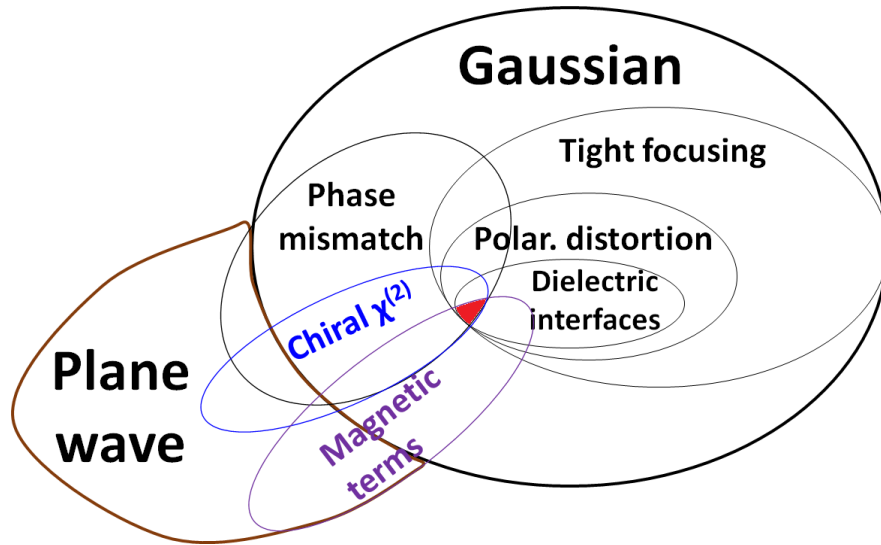 Gaussian
Tight focusing
Phase
mismatch
Polar. distortion
Dielectric
interfaces
Chiral χ⁽²⁾
Plane
wave
Magnetic
terms